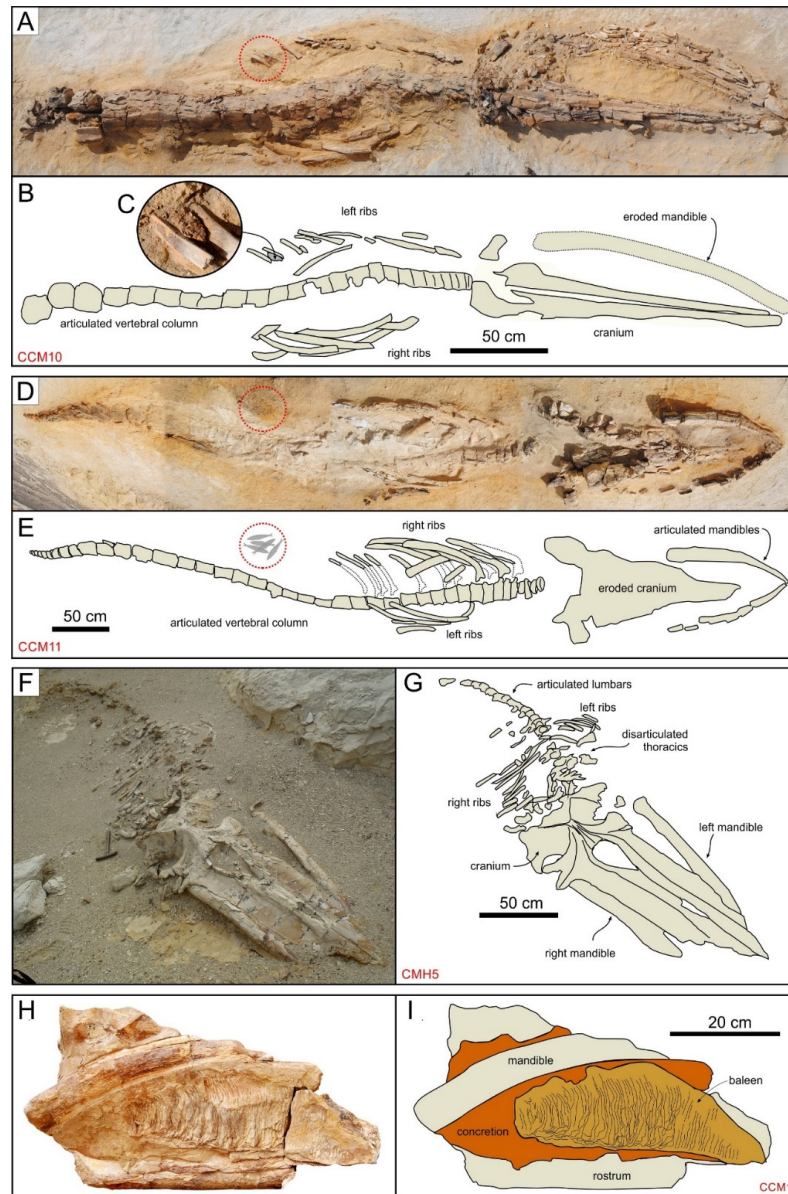 A
B
C
left ribs
eroded mandible
articulated vertebral column
right ribs
50 cm
cranium
CCM10
D
E
right ribs
articulated mandibles
eroded cranium
50 cm
articulated vertebral column
left ribs
CCM11
F
G
articulated lumbars
left ribs
disarticulated
thoracics
right ribs
left mandible
cranium
50 cm
right mandible
CMH5
H
I
20 cm
mandible
baleen
concretion
rostrum